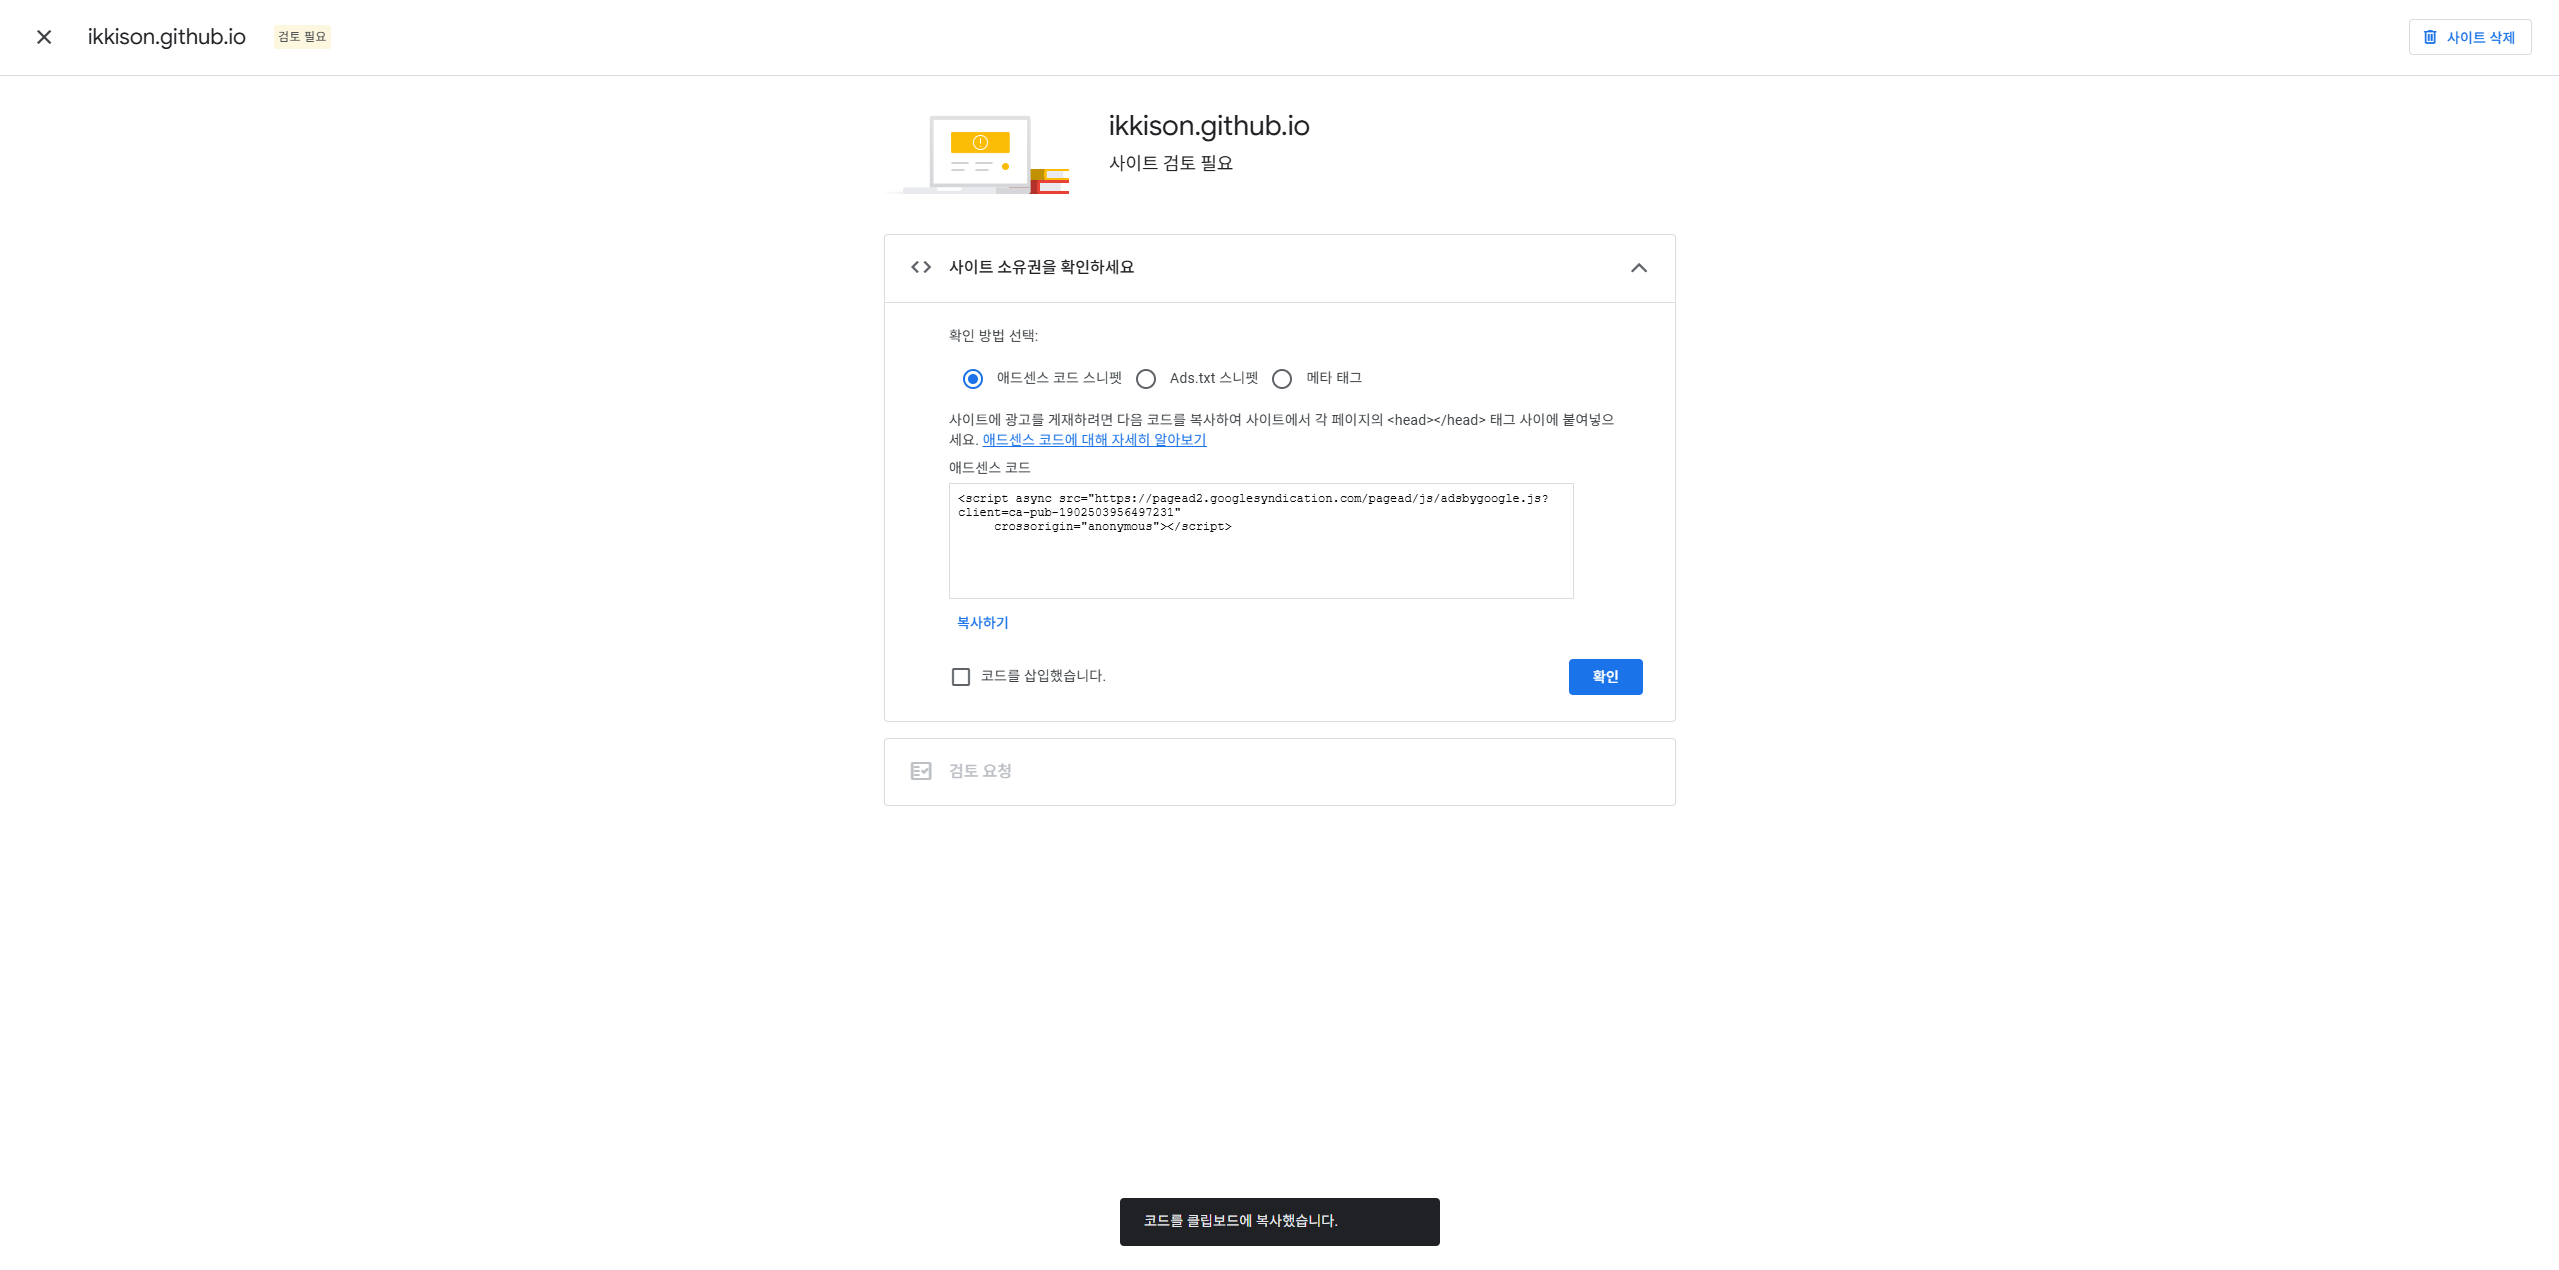 ikkison.github.io
검토 필요
사이트 삭제
ikkison.github.io
사이트 검토 필요
사이트 소유권을 확인하세요
확인 방법 선택:
애드센스 코드 스니펫
Ads.txt 스니펫
메타 태그
사이트에 광고를 게재하려면 다음 코드를 복사하여 사이트에서 각 페이지의 <head></head> 태그 사이에 붙여넣으
세요. 애드센스 코드에 대해 자세히 알아보기
애드센스 코드
<script async src="https://pagead2.googlesyndication.com/pagead/js/adsbygoogle.js?
client=ca-pub-1902503956497231"
     crossorigin="anonymous"></script>
복사하기
코드를 삽입했습니다.
확인
검토 요청
코드를 클립보드에 복사했습니다.